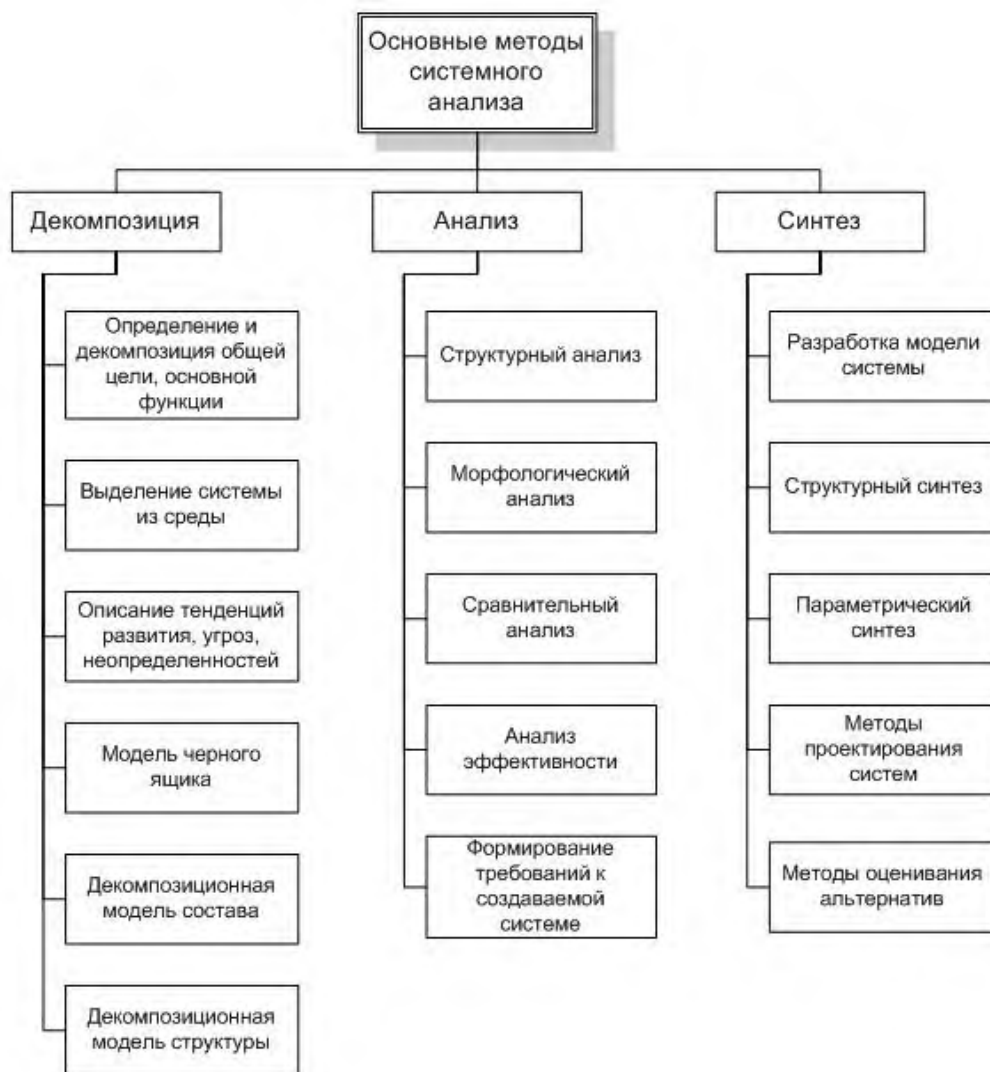 Основные методы
системного
анализа
Декомпозиция
Анализ
Синтез
Определение и
декомпозиция общей
цели, основной
функции
Выделение системы
из среды
Описание тенденций
развития, угроз,
неопределенностей
Модель черного
ящика
Декомпозиционная
модель состава
Декомпозиционная
модель структуры
Структурный анализ
Морфологический
анализ
Сравнительный
анализ
Анализ
эффективности
Формирование
требований к
создаваемой
системе
Разработка модели
системы
Структурный синтез
Параметрический
синтез
Методы
проектирования
систем
Методы оценивания
альтернатив